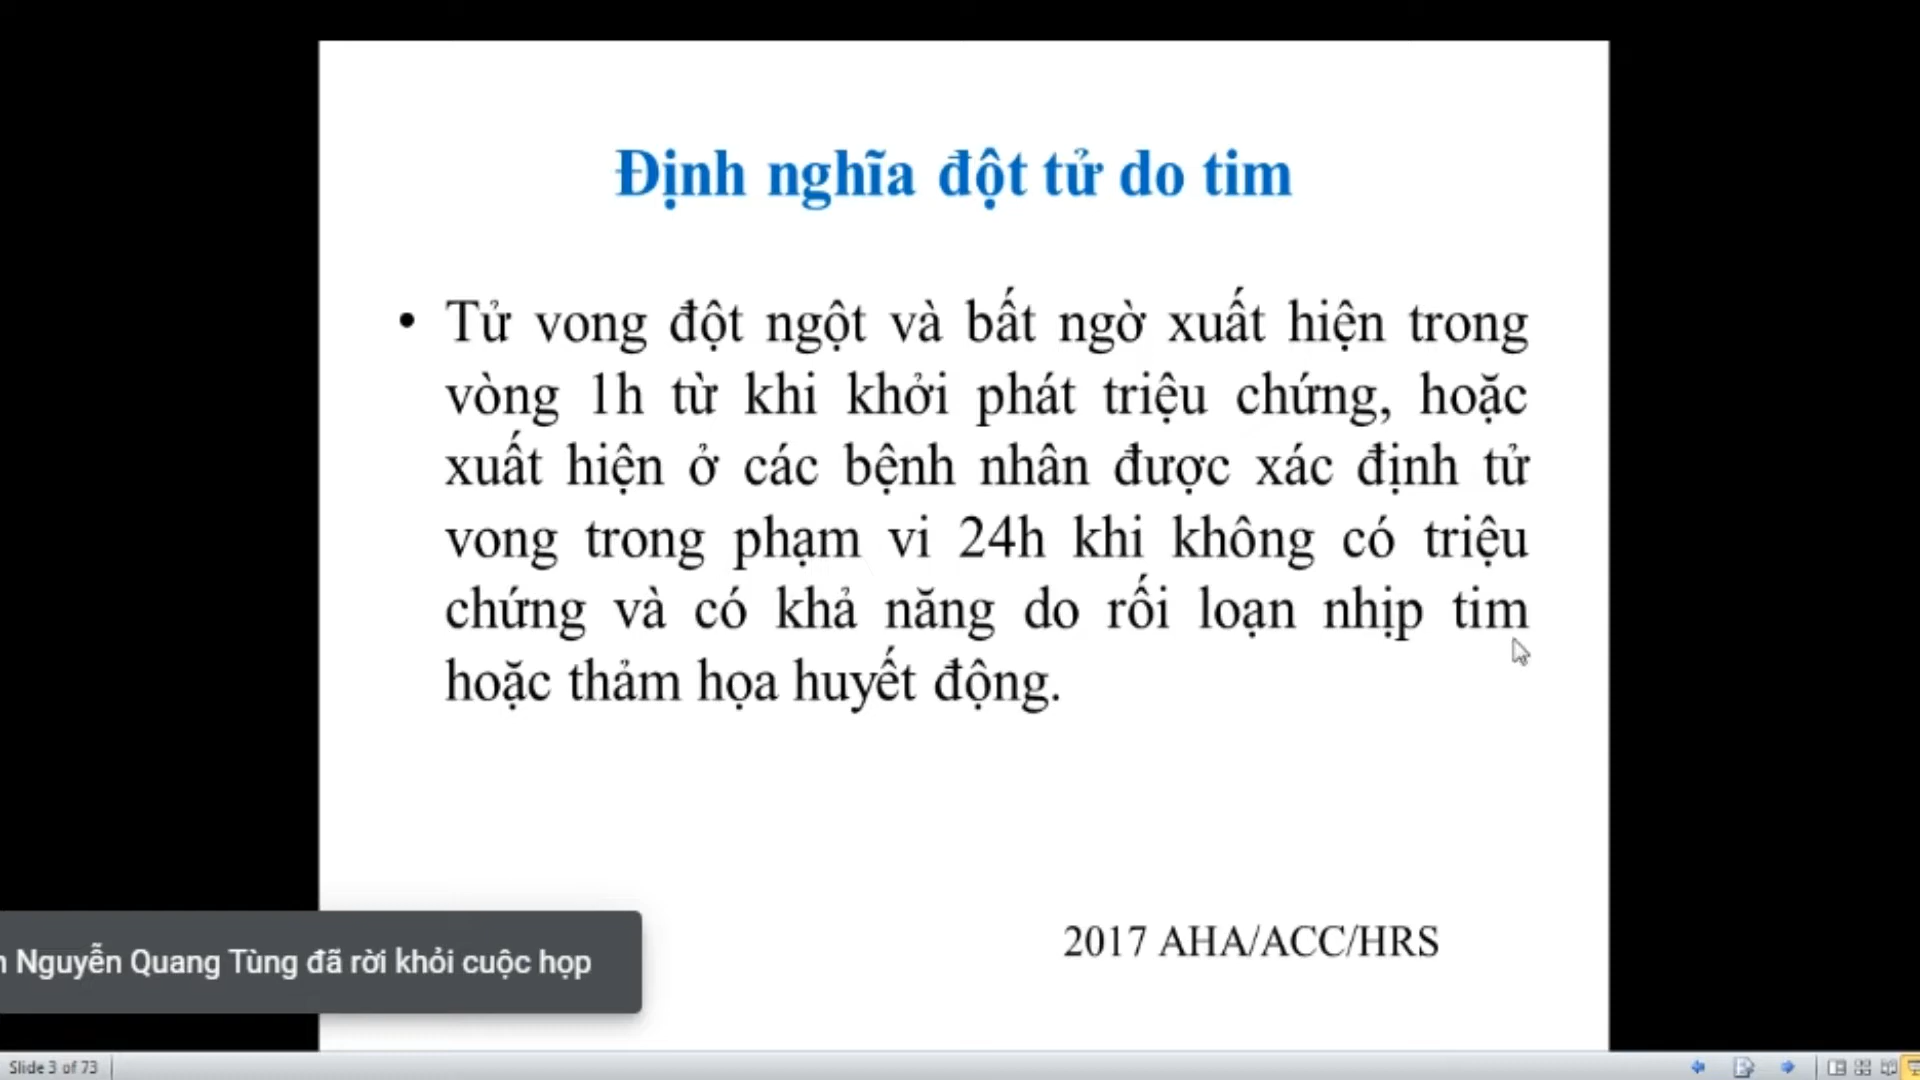 Định nghĩa đột tử do tim
• Tử vong đột ngột và bất ngờ xuất hiện trong
vòng 1h từ khi khởi phát triệu chứng, hoặc
xuất hiện ở các bệnh nhân được xác định tử
vong trong phạm vi 24h khi không có triệu
chứng và có khả năng do rối loạn nhịp tim
hoặc thảm họa huyết động.
2017 AHA/ACC/HRS
Nguyễn Quang Tùng đã rời khỏi cuộc họp
Slide 3 of 73